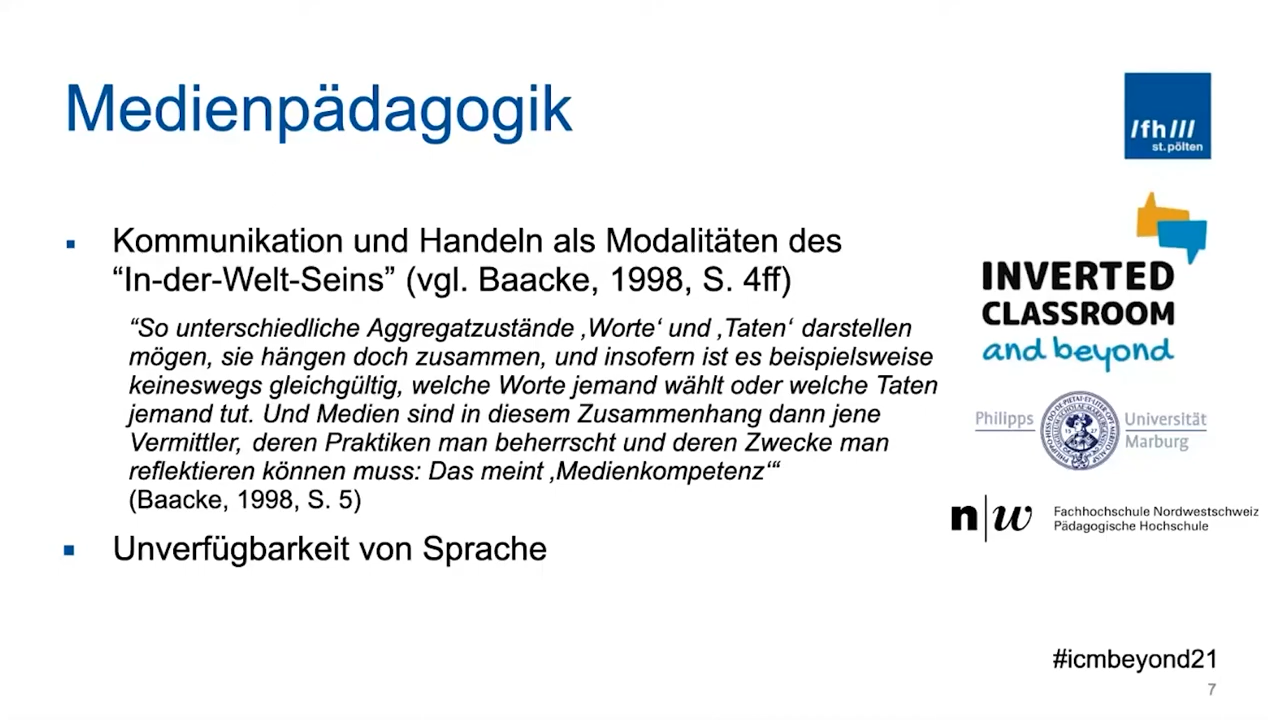 Medienpädagogik
/fh///
st.pölten
Kommunikation und Handeln als Modalitäten des
“In-der-Welt-Seins” (vgl. Baacke, 1998, S. 4ff)
“So unterschiedliche Aggregatzustände ‚Worte‘ und ‚Taten‘ darstellen
mögen, sie hängen doch zusammen, und insofern ist es beispielsweise
keineswegs gleichgültig, welche Worte jemand wählt oder welche Taten
jemand tut. Und Medien sind in diesem Zusammenhang dann jene
Vermittler, deren Praktiken man beherrscht und deren Zwecke man
reflektieren können muss: Das meint ‚Medienkompetenz‘“
(Baacke, 1998, S. 5)
Unverfügbarkeit von Sprache
INVERTED
CLASSROOM
and beyond
Philipps Universität
Marburg
n|w Fachhochschule Nordwestschweiz
Pädagogische Hochschule
#icmbeyond21
7